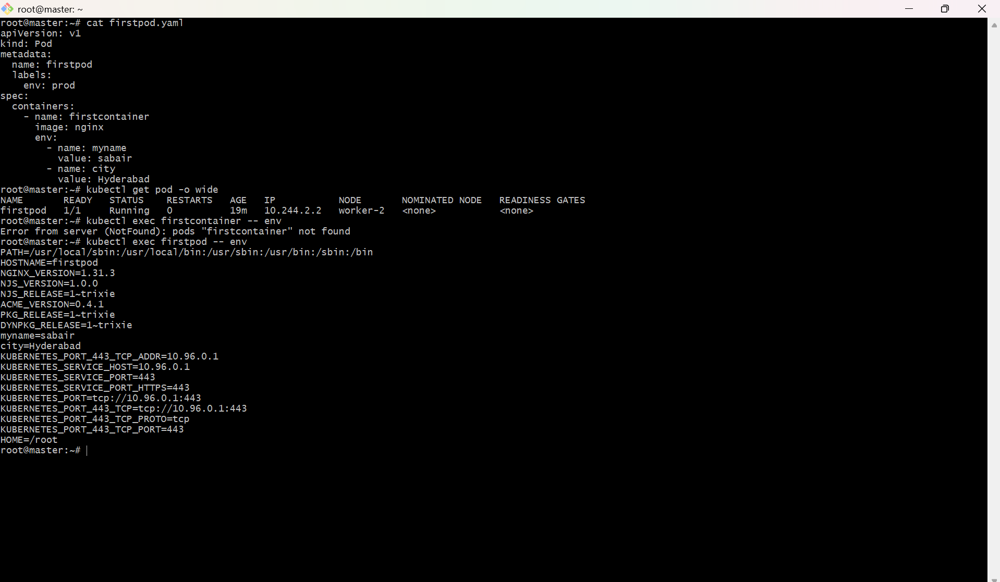 root@master: ~
root@master:~# cat firstpod.yaml
apiVersion: v1
kind: Pod
metadata:
  name: firstpod
  labels:
    env: prod
spec:
  containers:
    - name: firstcontainer
      image: nginx
      env:
        - name: myname
          value: sabair
        - name: city
          value: Hyderabad
root@master:~# kubectl get pod -o wide
NAME       READY   STATUS    RESTARTS   AGE   IP           NODE       NOMINATED NODE   READINESS GATES
firstpod   1/1     Running   0          19m   10.244.2.2   worker-2   <none>           <none>
root@master:~# kubectl exec firstcontainer -- env
Error from server (NotFound): pods "firstcontainer" not found
root@master:~# kubectl exec firstpod -- env
PATH=/usr/local/sbin:/usr/local/bin:/usr/sbin:/usr/bin:/sbin:/bin
HOSTNAME=firstpod
NGINX_VERSION=1.31.3
NJS_VERSION=1.0.0
NJS_RELEASE=1~trixie
ACME_VERSION=0.4.1
PKG_RELEASE=1~trixie
DYNPKG_RELEASE=1~trixie
myname=sabair
city=Hyderabad
KUBERNETES_PORT_443_TCP_ADDR=10.96.0.1
KUBERNETES_SERVICE_HOST=10.96.0.1
KUBERNETES_SERVICE_PORT=443
KUBERNETES_SERVICE_PORT_HTTPS=443
KUBERNETES_PORT=tcp://10.96.0.1:443
KUBERNETES_PORT_443_TCP=tcp://10.96.0.1:443
KUBERNETES_PORT_443_TCP_PROTO=tcp
KUBERNETES_PORT_443_TCP_PORT=443
HOME=/root
root@master:~#